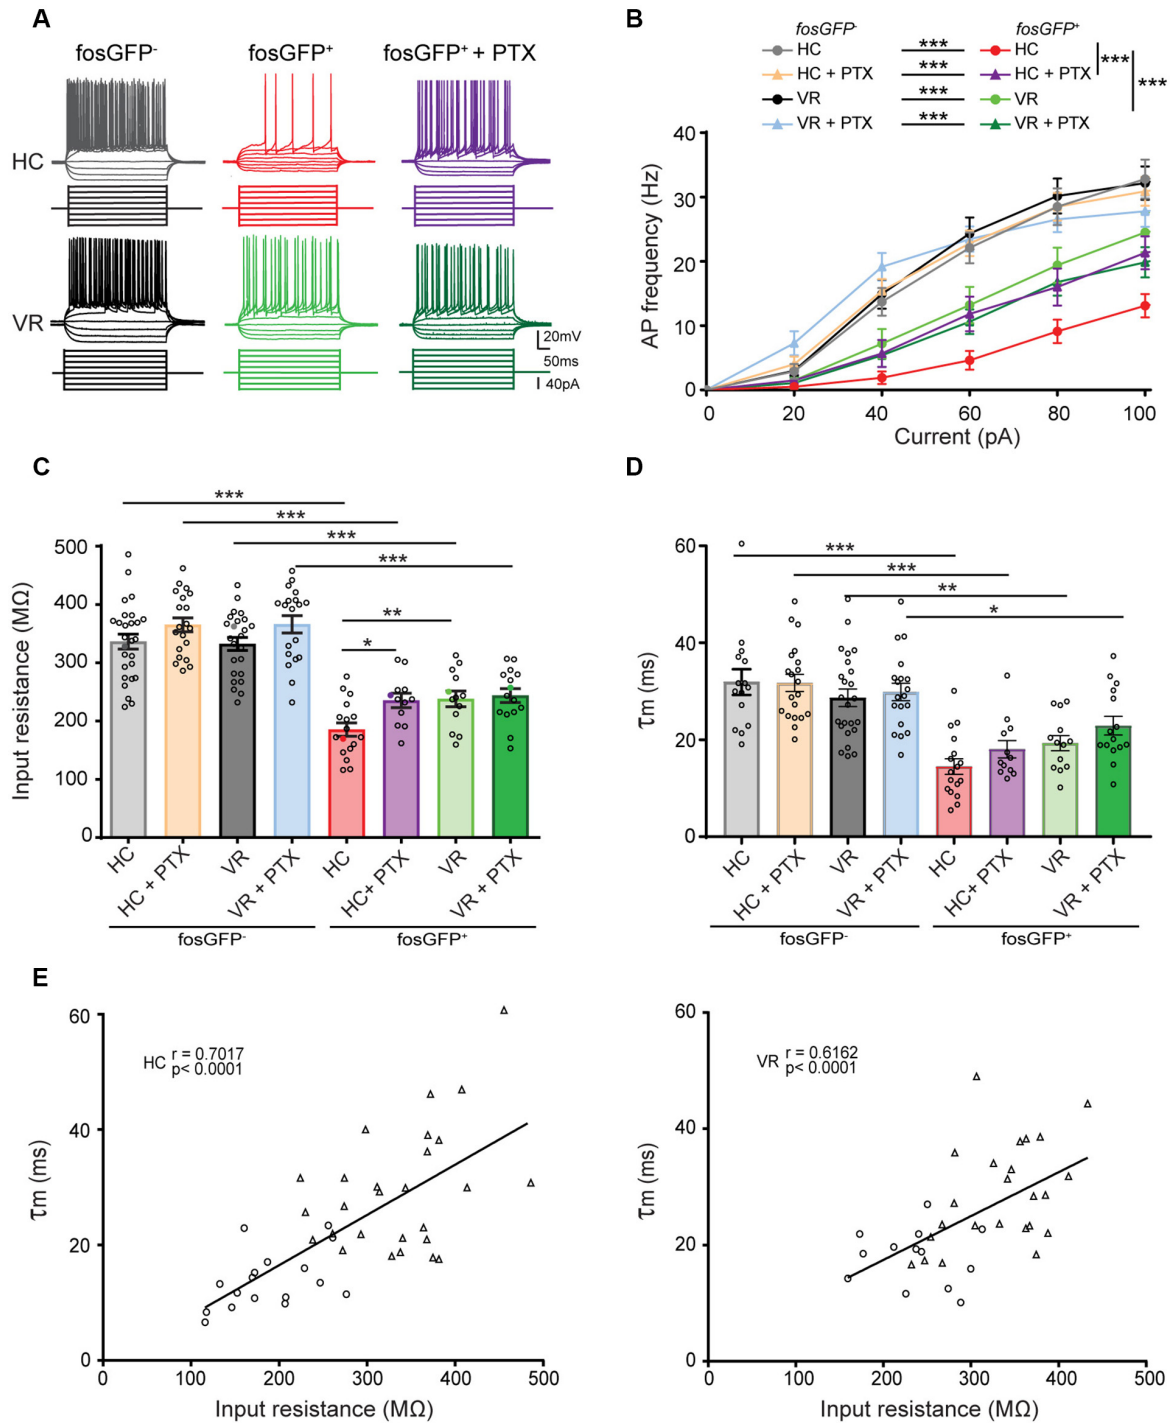 A
fosGFP-
fosGFP+
fosGFP+ + PTX
HC
VR
20mV
50ms
40pA
B
fosGFP-
fosGFP+
HC
***
HC
HC + PTX
***
HC + PTX
VR
***
VR
VR + PTX
***
VR + PTX
***
***
AP frequency (Hz)
40
30
20
10
0
0
20
40
60
80
100
Current (pA)
C
***
***
***
***
**
*
Input resistance (MΩ)
500
400
300
200
100
0
HC
HC + PTX
VR
VR + PTX
HC
HC+ PTX
VR
VR + PTX
fosGFP-
fosGFP+
D
***
***
**
*
τm (ms)
60
40
20
0
HC
HC + PTX
VR
VR + PTX
HC
HC+ PTX
VR
VR + PTX
fosGFP-
fosGFP+
E
HC
r = 0.7017
p< 0.0001
τm (ms)
60
40
20
0
0
100
200
300
400
500
Input resistance (MΩ)
VR
r = 0.6162
p< 0.0001
τm (ms)
60
40
20
0
0
100
200
300
400
500
Input resistance (MΩ)